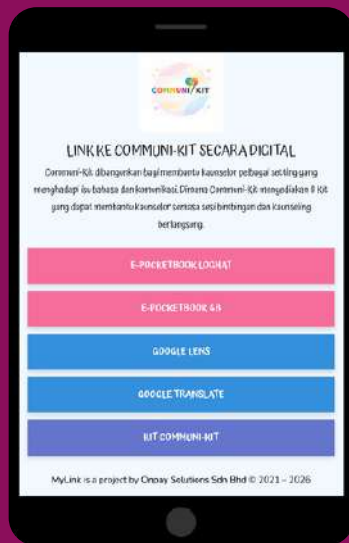 COMMUNI/KIT
LINK KE COMMUNI-KIT SECARA DIGITAL
Communi-Kit dibangunkan bagi membantu kaunselor pelbagai setting yang
menghadapi isu bahasa dan komunikasi. Dimana Communi-Kit menyediakan 8 Kit
yang dapat membantu kaunselor semasa sesi bimbingan dan kaunseling
berlangsung.
E-POCKETBOOK LOGHAT
E-POCKETBOOK
GOOGLE LENS
GOOGLE TRANSLATE
KIT COMMUNI-KIT
MyLink is a project by Onpay Solutions Sdn Bhd © 2021 – 2026